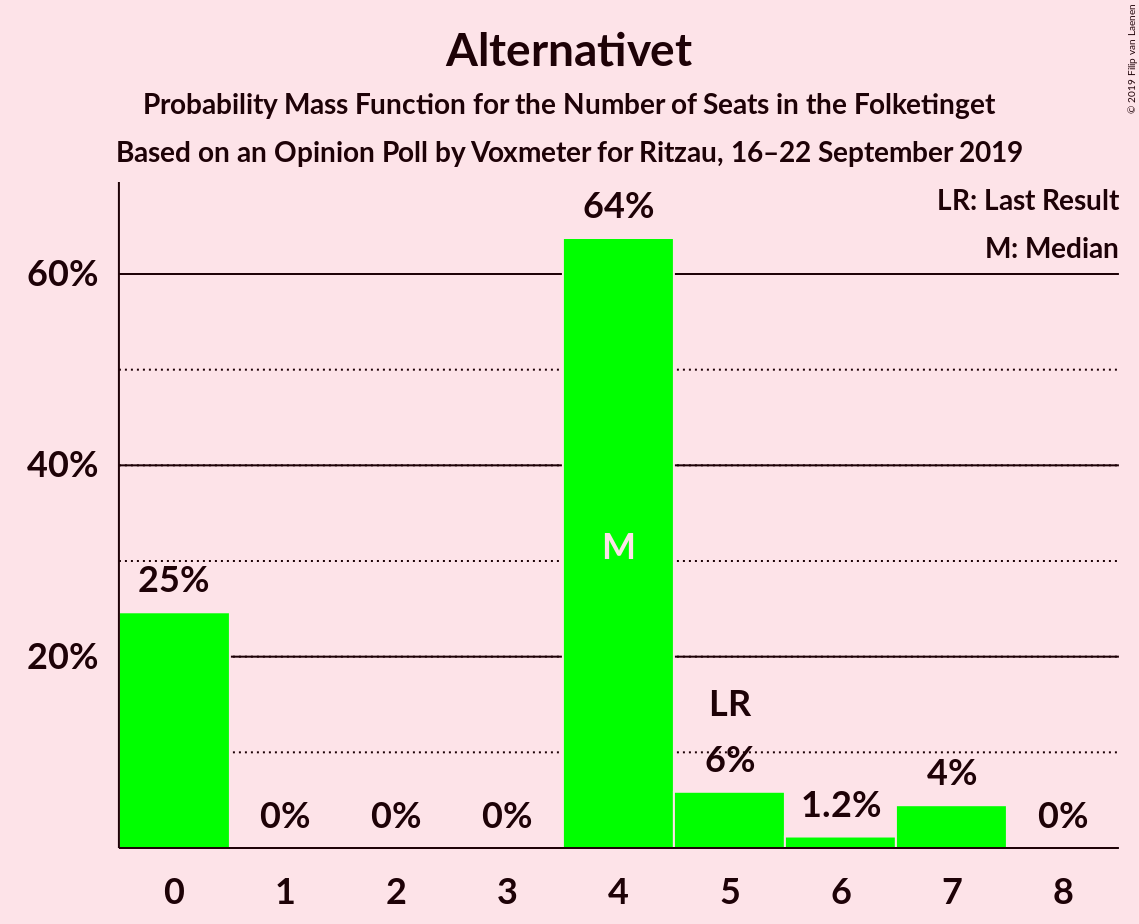 Alternativet
Probability Mass Function for the Number of Seats in the Folketinget
Based on an Opinion Poll by Voxmeter for Ritzau, 16–22 September 2019
© 2019 Filip van Laenen
LR: Last Result
M: Median
64%
60%
40%
M
25%
20%
LR
6%
4%
1.2%
0%
0%
0%
0%
0 1 2 3 4 5 6 7 8